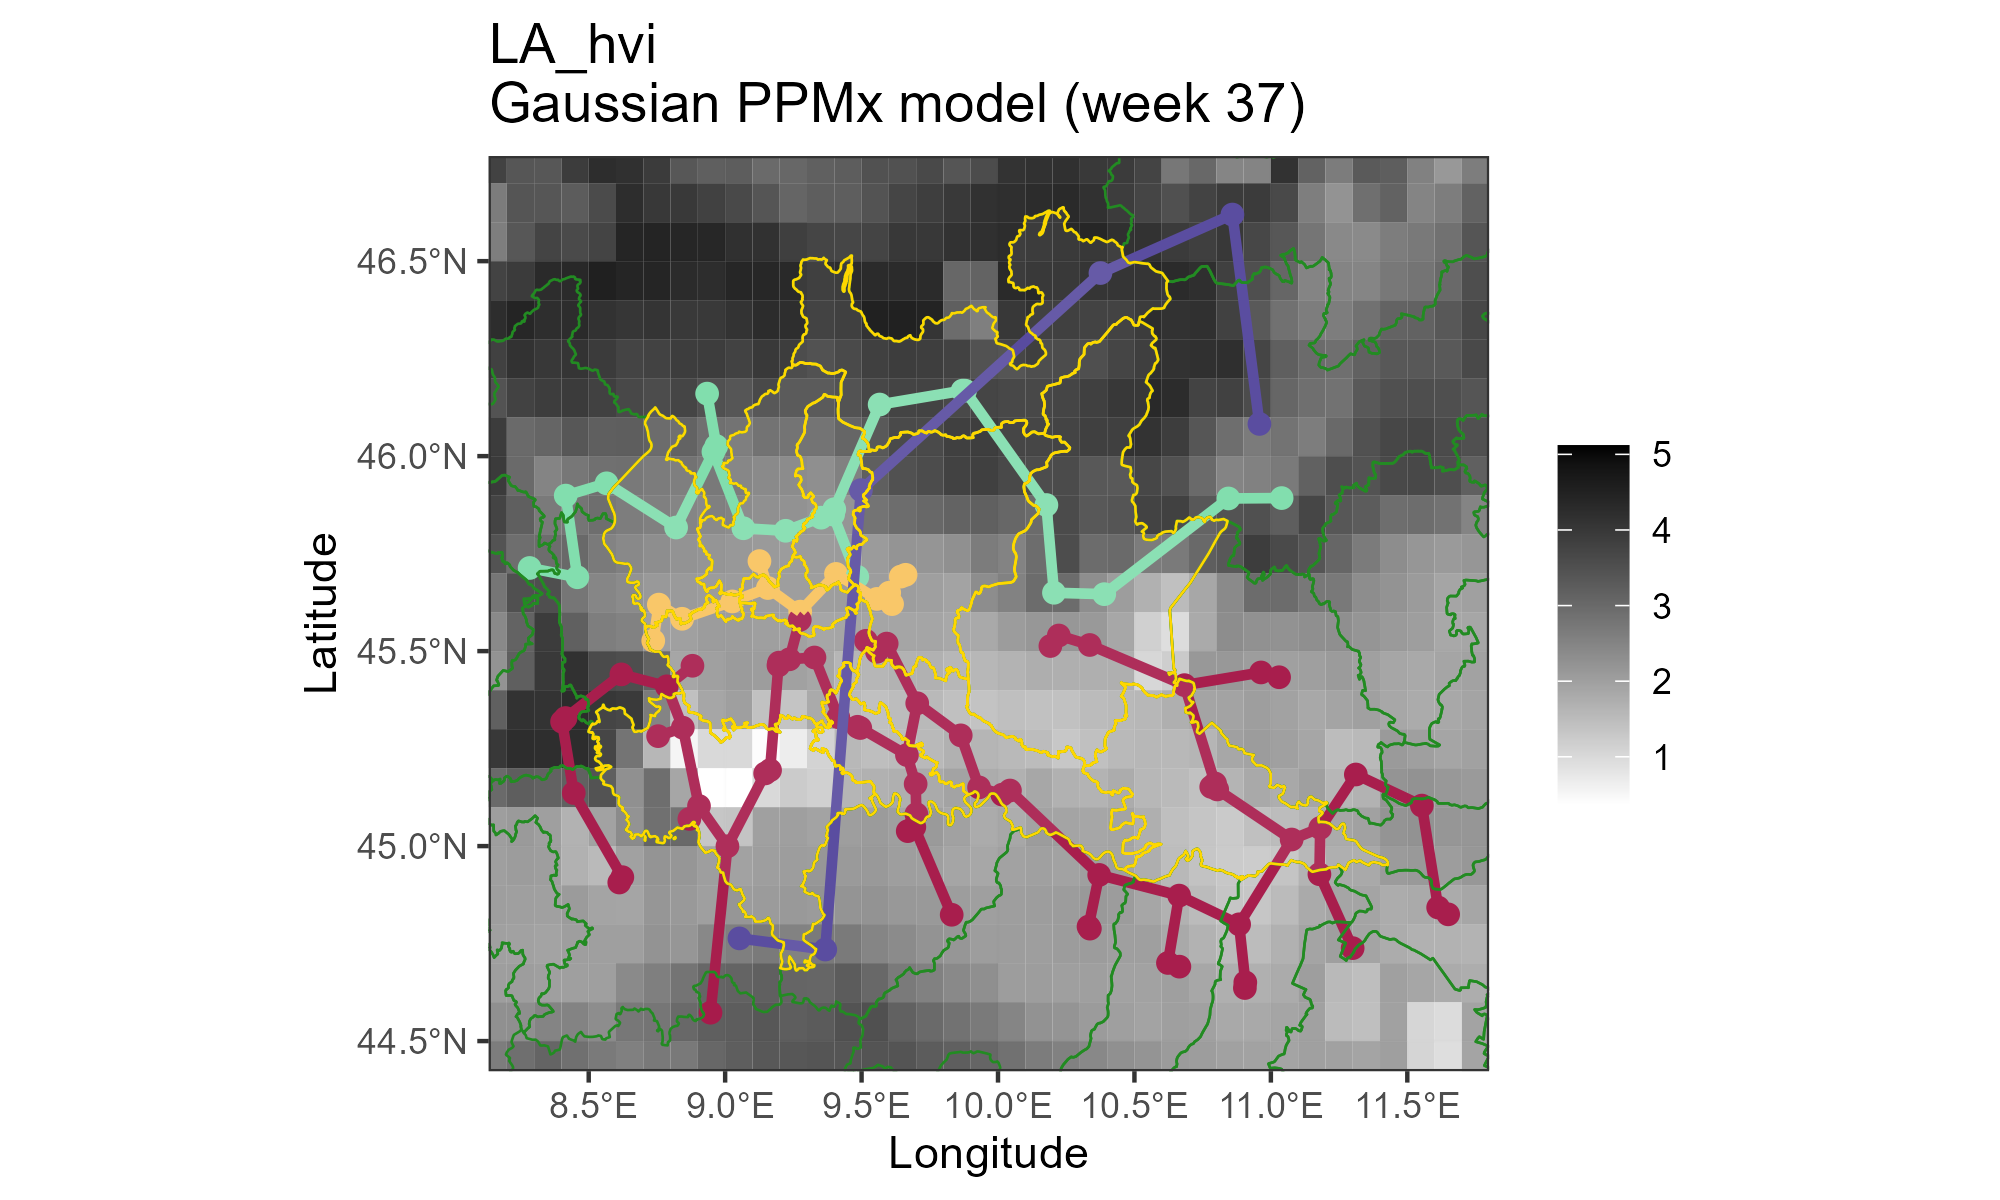 LA_hvi
Gaussian PPMx model (week 37)
46.5°N
46.0°N
45.5°N
45.0°N
44.5°N
Latitude
8.5°E 9.0°E 9.5°E 10.0°E 10.5°E 11.0°E 11.5°E
Longitude
5
4
3
2
1